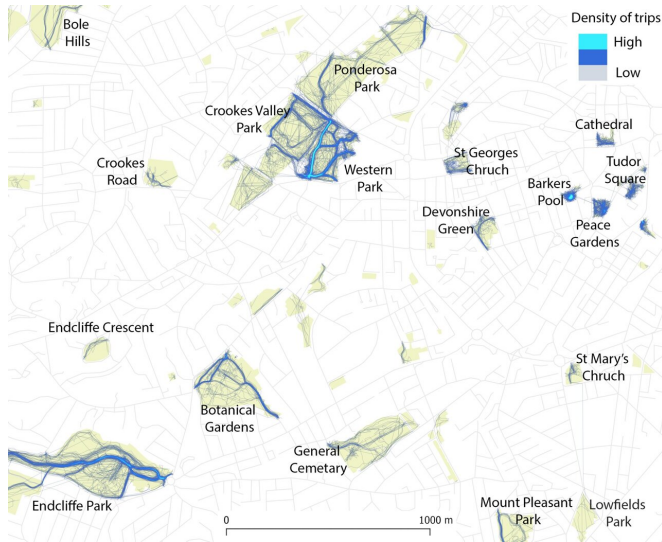 Bole
Hills
Density of trips
High
Low
Ponderosa
Park
Crookes Valley
Park
Cathedral
Crookes
Road
Western
Park
St Georges
Chruch
Tudor
Square
Barkers
Pool
Devonshire
Green
Peace
Gardens
Endcliffe Crescent
St Mary's
Chruch
Botanical
Gardens
General
Cemetary
Endcliffe Park
0 1000 m
Mount Pleasant
Park
Lowfields
Park